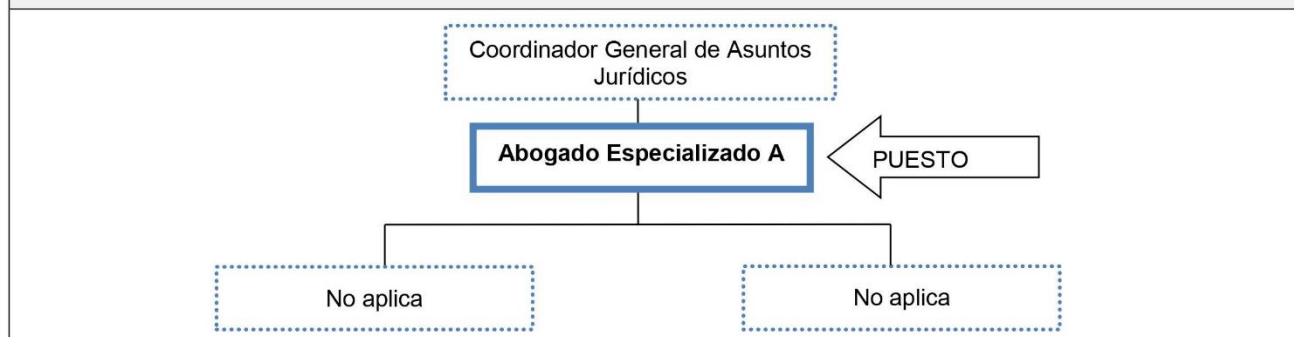 Coordinador General de Asuntos
Jurídicos
Abogado Especializado A
PUESTO
No aplica
No aplica